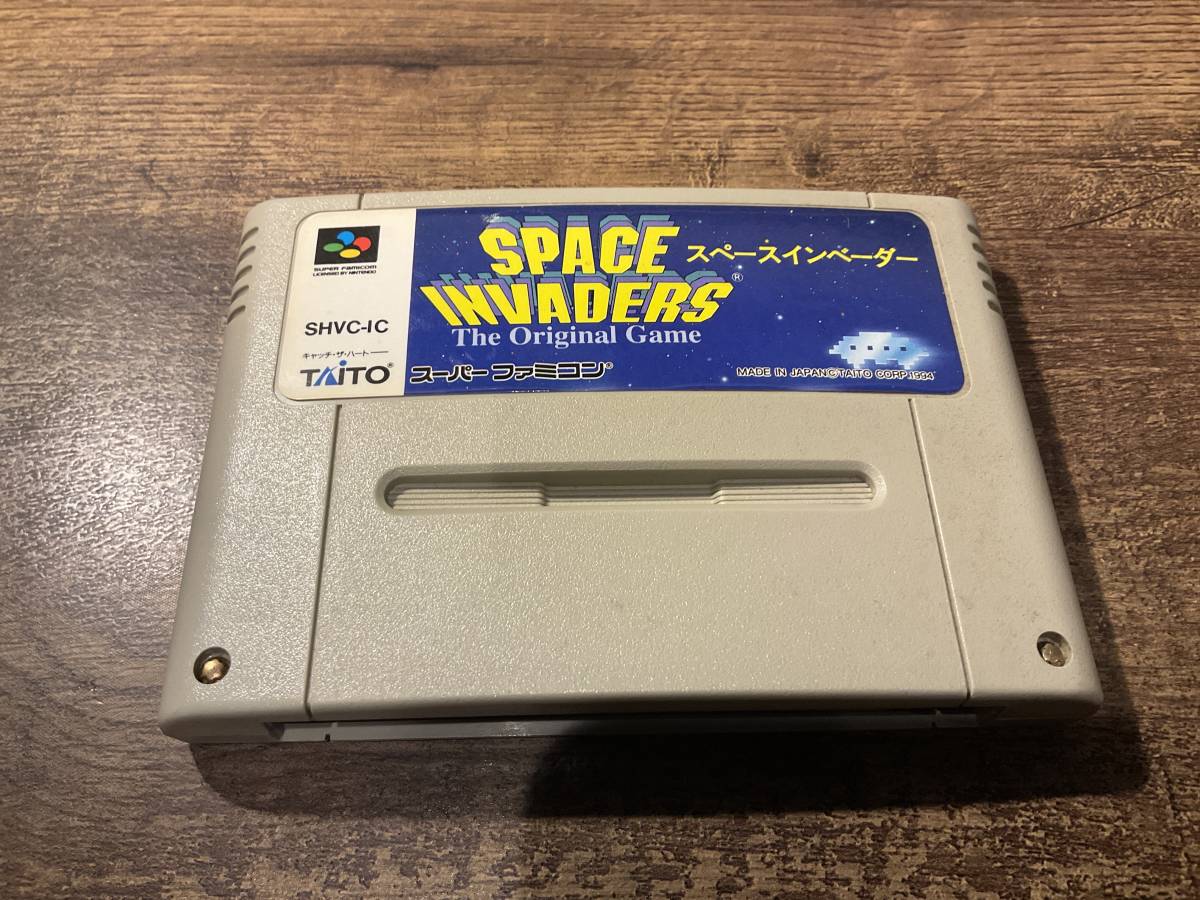 SUPER FAMICOM
LICENSED BY NINTENDO
SHVC-IC
キャッチ・ザ・ハート
TAITO®
SPACE
INVADERS®
The Original Game
スペースインベーダー
スーパーファミコン®
MADE IN JAPAN©TAITO CORP.1994